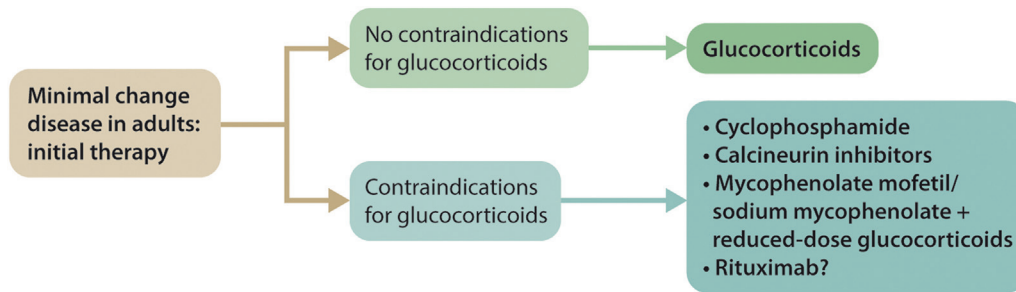 Minimal change
disease in adults:
initial therapy
No contraindications
for glucocorticoids
Glucocorticoids
Contraindications
for glucocorticoids
• Cyclophosphamide
• Calcineurin inhibitors
• Mycophenolate mofetil/
sodium mycophenolate +
reduced-dose glucocorticoids
• Rituximab?